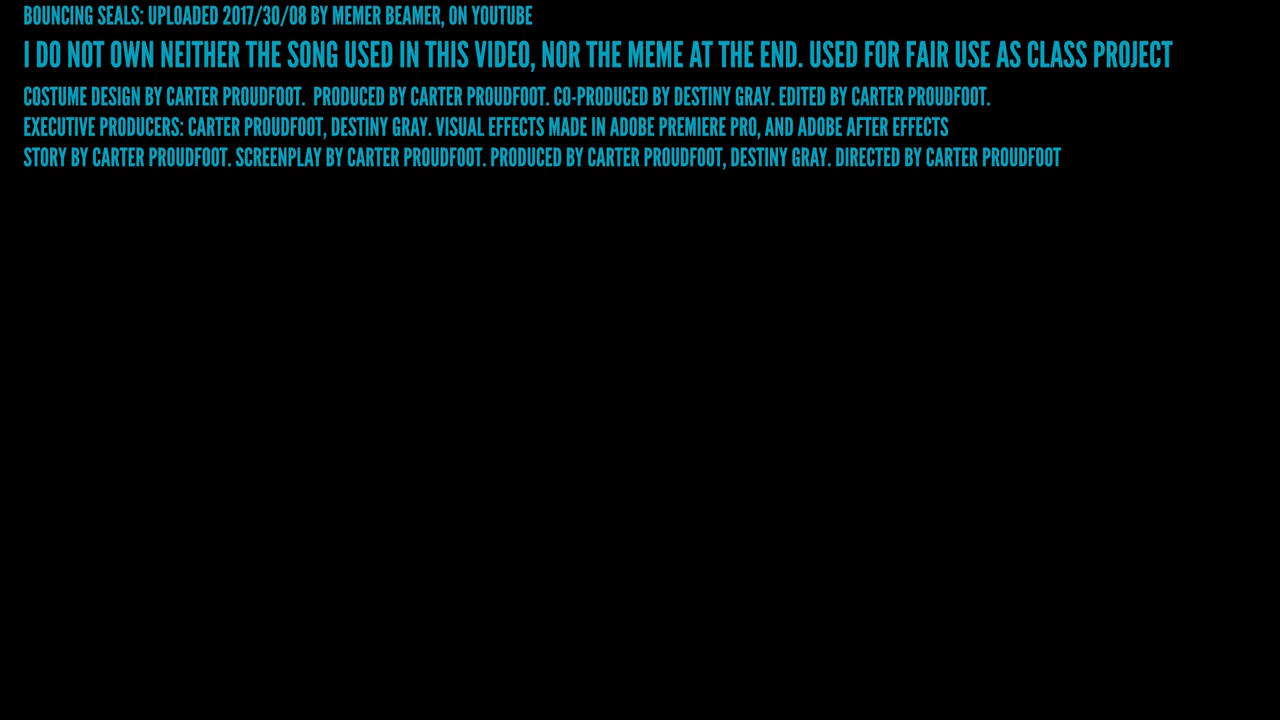 BOUNCING SEALS: UPLOADED 2017/30/08 BY MEMER BEAMER, ON YOUTUBE
I DO NOT OWN NEITHER THE SONG USED IN THIS VIDEO, NOR THE MEME AT THE END. USED FOR FAIR USE AS CLASS PROJECT
COSTUME DESIGN BY CARTER PROUDFOOT.  PRODUCED BY CARTER PROUDFOOT. CO-PRODUCED BY DESTINY GRAY. EDITED BY CARTER PROUDFOOT.
EXECUTIVE PRODUCERS: CARTER PROUDFOOT, DESTINY GRAY. VISUAL EFFECTS MADE IN ADOBE PREMIERE PRO, AND ADOBE AFTER EFFECTS
STORY BY CARTER PROUDFOOT. SCREENPLAY BY CARTER PROUDFOOT. PRODUCED BY CARTER PROUDFOOT, DESTINY GRAY. DIRECTED BY CARTER PROUDFOOT